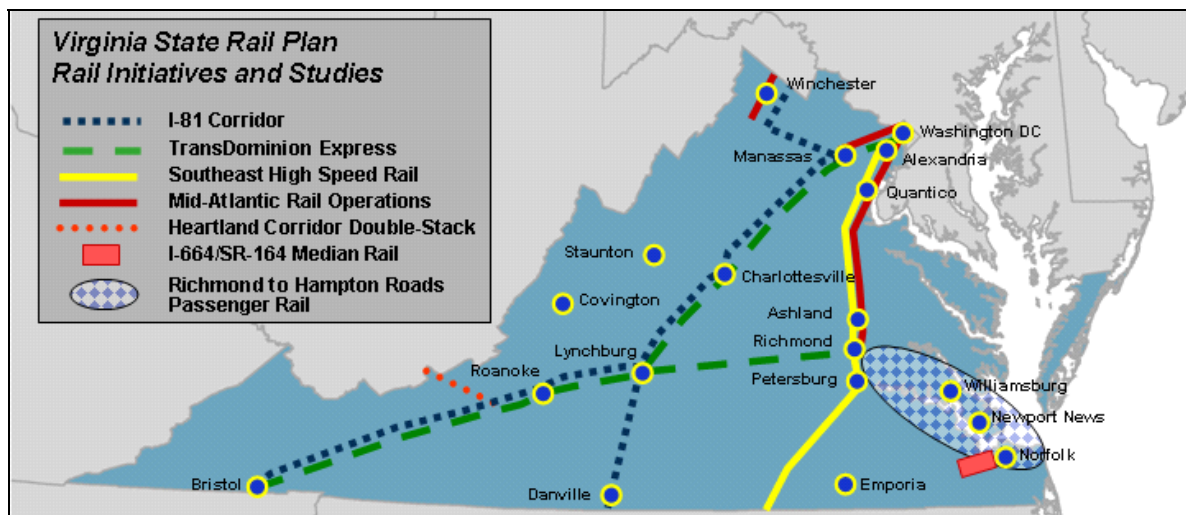 Virginia State Rail Plan
Rail Initiatives and Studies
I-81 Corridor
TransDominion Express
Southeast High Speed Rail
Mid-Atlantic Rail Operations
Heartland Corridor Double-Stack
I-664/SR-164 Median Rail
Richmond to Hampton Roads
Passenger Rail
Winchester
Washington DC
Manassas
Alexandria
Quantico
Staunton
Charlottesville
Covington
Ashland
Lynchburg
Richmond
Roanoke
Petersburg
Williamsburg
Newport News
Norfolk
Bristol
Danville
Emporia